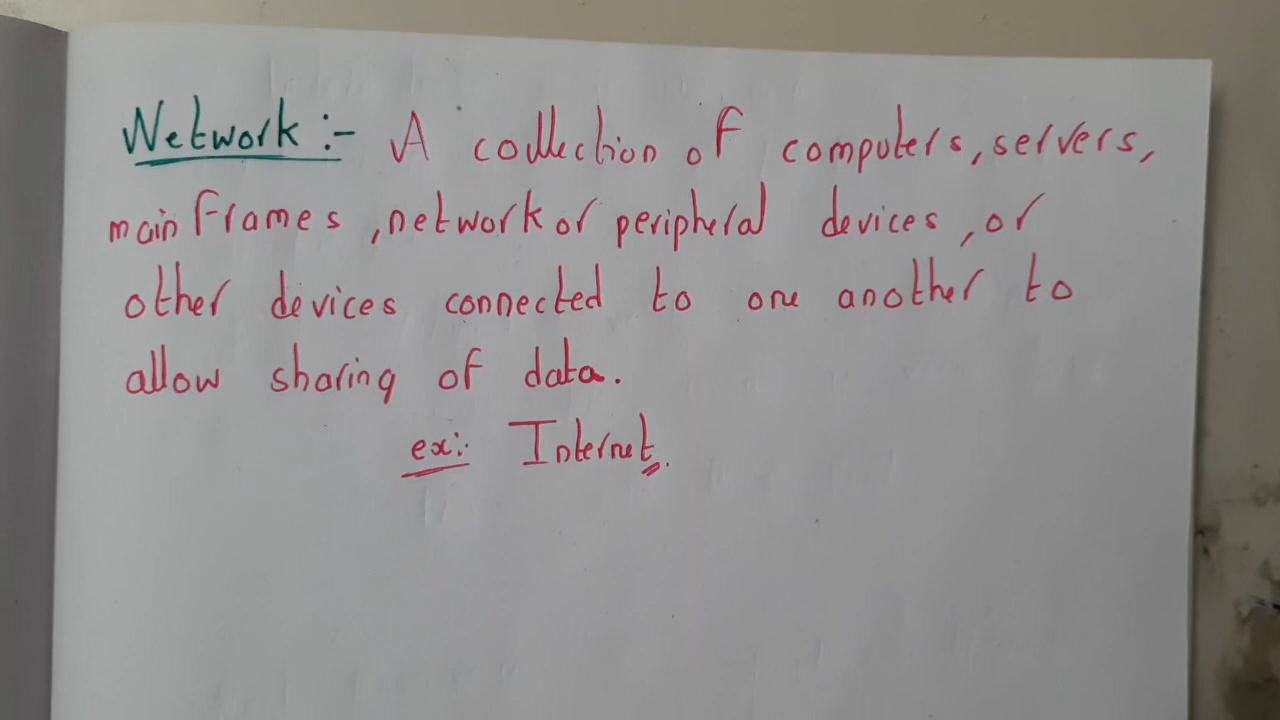 Network :- A collection of computers, servers,
mainframes, network or peripheral devices, or
other devices connected to one another to
allow sharing of data.
ex:- Internet.